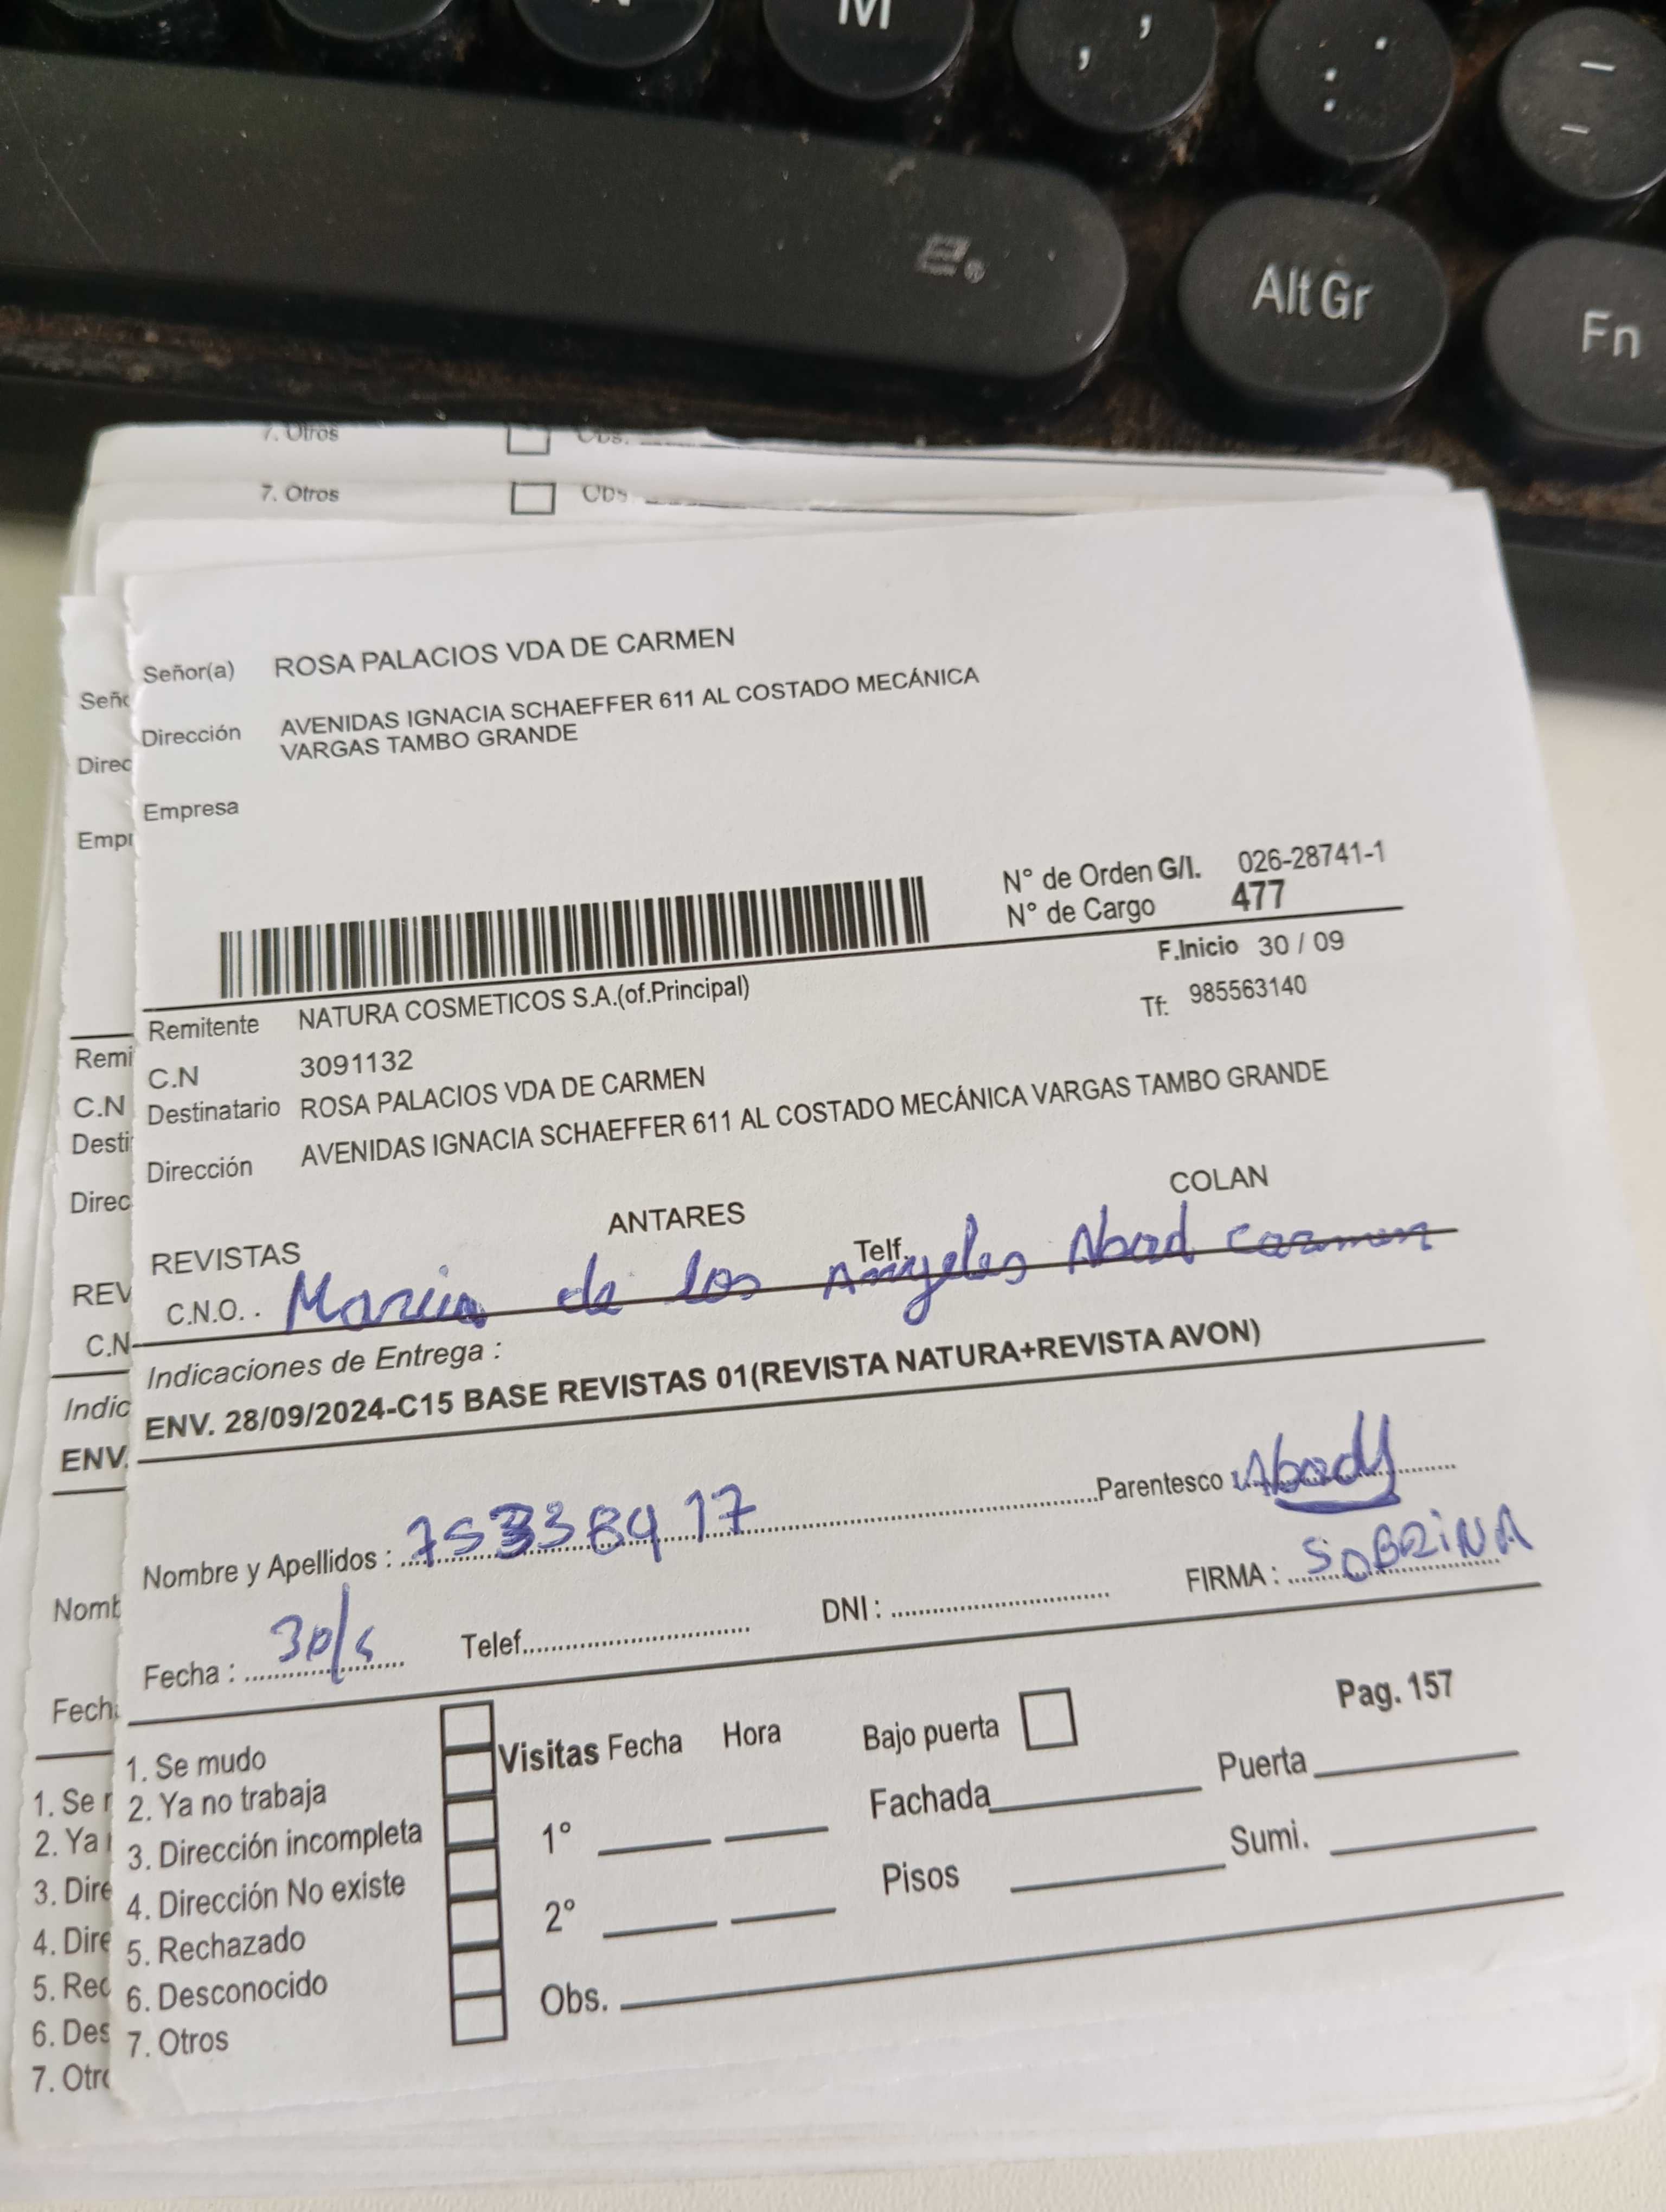 M
, ’
: .
Alt Gr
Fn
7. Otros
7. Otros
Señor(a) ROSA PALACIOS VDA DE CARMEN
Dirección AVENIDAS IGNACIA SCHAEFFER 611 AL COSTADO MECÁNICA
VARGAS TAMBO GRANDE
Empresa
N° de Orden G/I. 026-28741-1
N° de Cargo 477
F.Inicio 30 / 09
Tf: 985563140
Remitente NATURA COSMETICOS S.A.(of.Principal)
C.N 3091132
Destinatario ROSA PALACIOS VDA DE CARMEN
Dirección AVENIDAS IGNACIA SCHAEFFER 611 AL COSTADO MECÁNICA VARGAS TAMBO GRANDE
REVISTAS ANTARES COLAN
C.N.O. . Telf.
Maria de los Angeles Abad Carmen
Indicaciones de Entrega :
ENV. 28/09/2024-C15 BASE REVISTAS 01(REVISTA NATURA+REVISTA AVON)
Nombre y Apellidos : Parentesco
Fecha : Telef. DNI : FIRMA : SOBRINA
Pag. 157
1. Se mudo
2. Ya no trabaja
3. Dirección incompleta
4. Dirección No existe
5. Rechazado
6. Desconocido
7. Otros
Visitas Fecha Hora
1°
2°
Obs.
Bajo puerta
Fachada Puerta
Pisos Sumi.